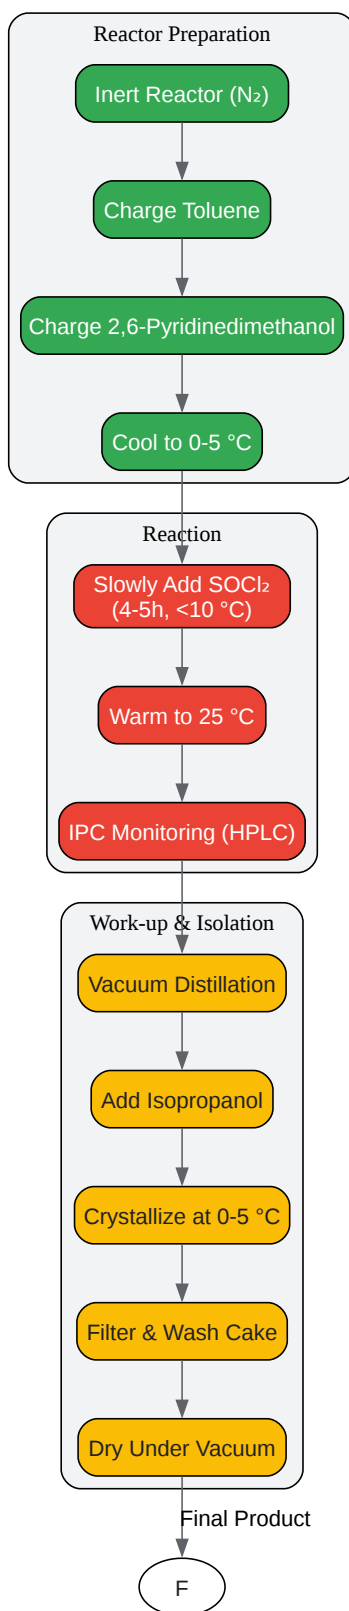 Reactor Preparation
Inert Reactor (N₂)
Charge Toluene
Charge 2,6-Pyridinedimethanol
Cool to 0-5 °C
Reaction
Slowly Add SOCl₂
(4-5h, <10 °C)
Warm to 25 °C
IPC Monitoring (HPLC)
Work-up & Isolation
Vacuum Distillation
Add Isopropanol
Crystallize at 0-5 °C
Filter & Wash Cake
Dry Under Vacuum
Final Product
F